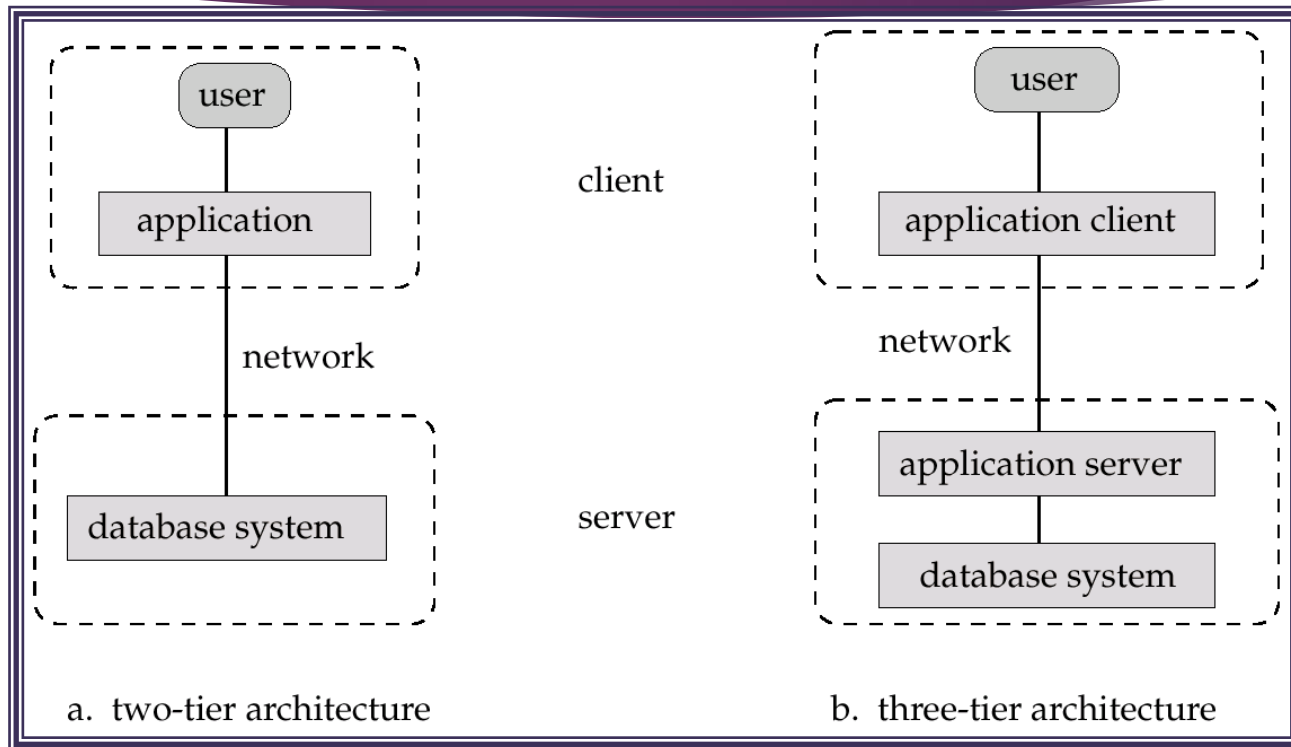 user
application
network
database system
client
server
user
application client
network
application server
database system
a. two-tier architecture
b. three-tier architecture